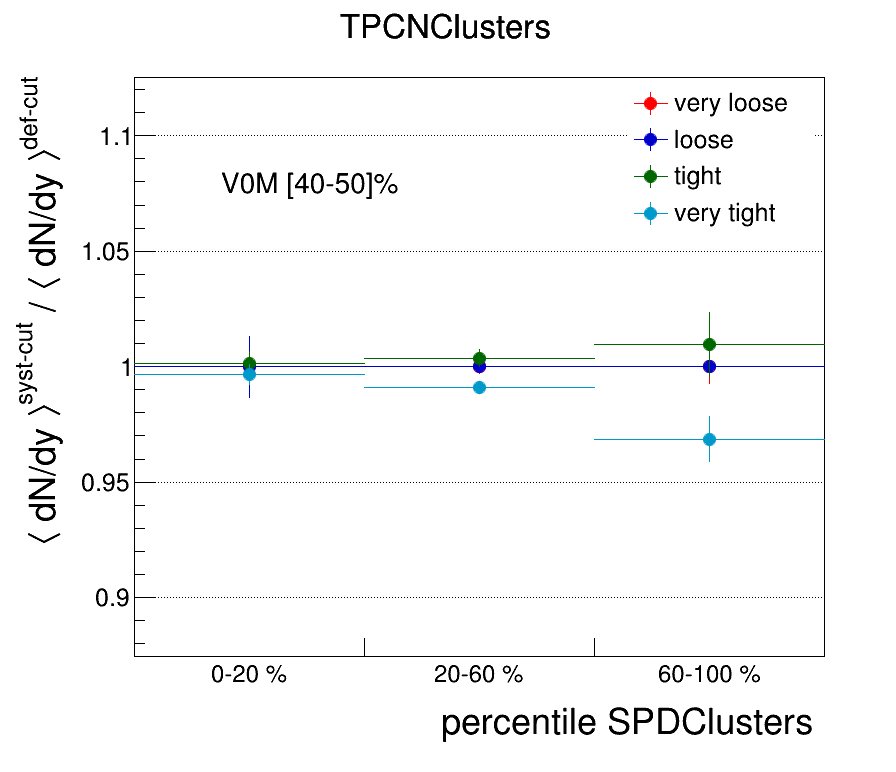 TPCNClusters
⟨ dN/dy ⟩^syst-cut / ⟨ dN/dy ⟩^def-cut
1.1
1.05
1
0.95
0.9
V0M [40-50]%
very loose
loose
tight
very tight
0-20 % 20-60 % 60-100 %
percentile SPDClusters